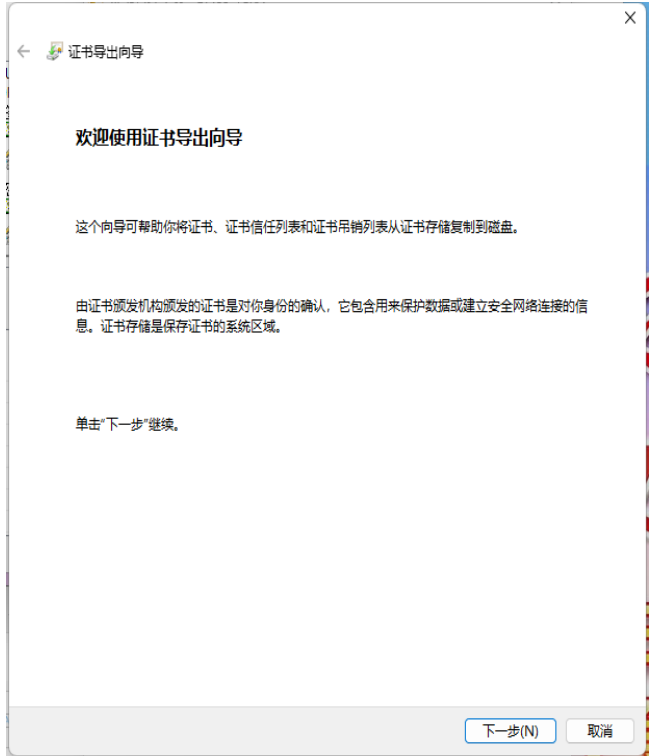 证书导出向导
欢迎使用证书导出向导
这个向导可帮助你将证书、证书信任列表和证书吊销列表从证书存储复制到磁盘。
由证书颁发机构颁发的证书是对你身份的确认，它包含用来保护数据或建立安全网络连接的信
息。证书存储是保存证书的系统区域。
单击“下一步”继续。
下一步(N) 取消